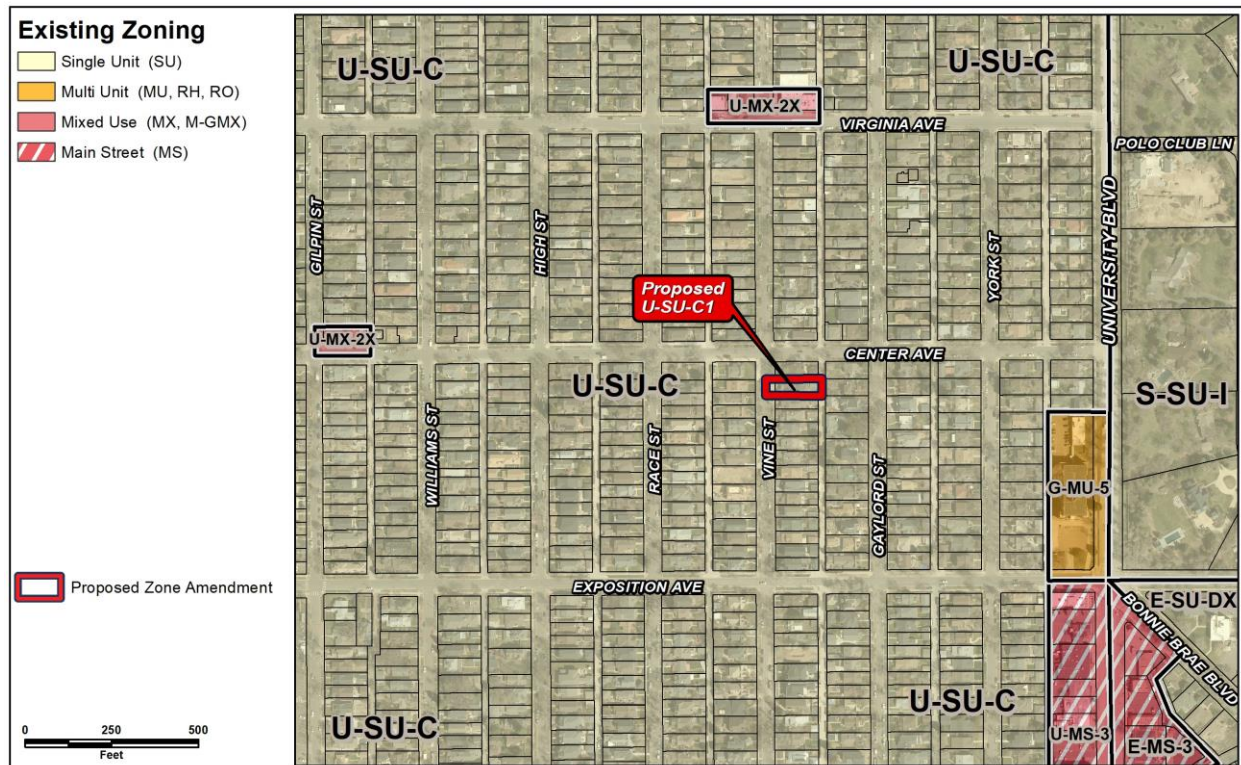 Existing Zoning
Single Unit (SU)
Multi Unit (MU, RH, RO)
Mixed Use (MX, M-GMX)
Main Street (MS)
Proposed Zone Amendment
0 250 500
Feet
U-SU-C
U-SU-C
U-MX-2X
VIRGINIA AVE
POLO CLUB LN
GILPIN ST
HIGH ST
YORK ST
UNIVERSITY BLVD
Proposed
U-SU-C1
U-MX-2X
CENTER AVE
U-SU-C
S-SU-I
WILLIAMS ST
RACE ST
VINE ST
GAYLORD ST
G-MU-5
EXPOSITION AVE
E-SU-DX
BONNIE BRAE BLVD
U-SU-C
U-SU-C
U-MS-3
E-MS-3